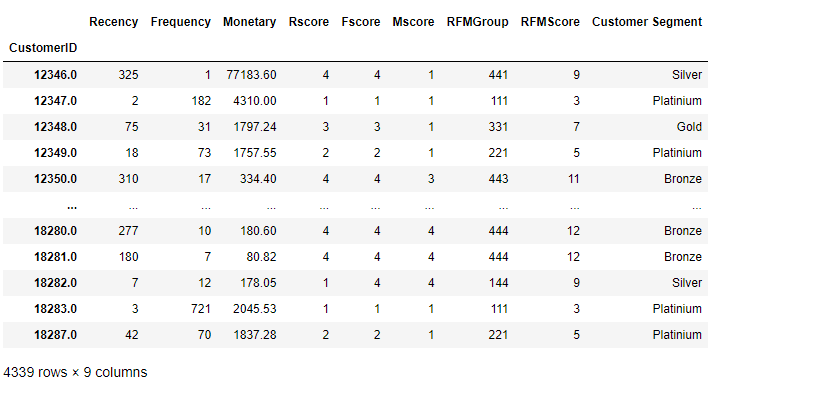 Recency Frequency Monetary Rscore Fscore Mscore RFMGroup RFMScore Customer Segment
CustomerID
12346.0 325 1 77183.60 4 4 1 441 9 Silver
12347.0 2 182 4310.00 1 1 1 111 3 Platinium
12348.0 75 31 1797.24 3 3 1 331 7 Gold
12349.0 18 73 1757.55 2 2 1 221 5 Platinium
12350.0 310 17 334.40 4 4 3 443 11 Bronze
... ... ... ... ... ... ... ... ... ...
18280.0 277 10 180.60 4 4 4 444 12 Bronze
18281.0 180 7 80.82 4 4 4 444 12 Bronze
18282.0 7 12 178.05 1 4 4 144 9 Silver
18283.0 3 721 2045.53 1 1 1 111 3 Platinium
18287.0 42 70 1837.28 2 2 1 221 5 Platinium
4339 rows × 9 columns